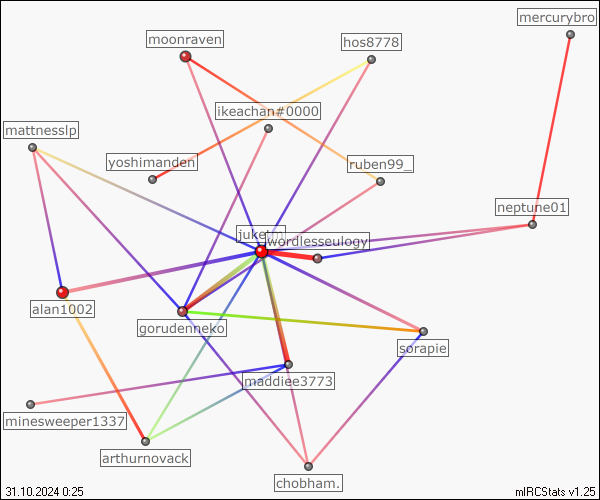 mercurybro
moonraven
hos8778
ikeachan#0000
mattnesslp
yoshimanden
ruben99_
neptune01
wordlesseulogy
alan1002
gorudenneko
sorapie
maddiee3773
minesweeper1337
arthurnovack
chobham.
31.10.2024 0:25
mIRCStats v1.25